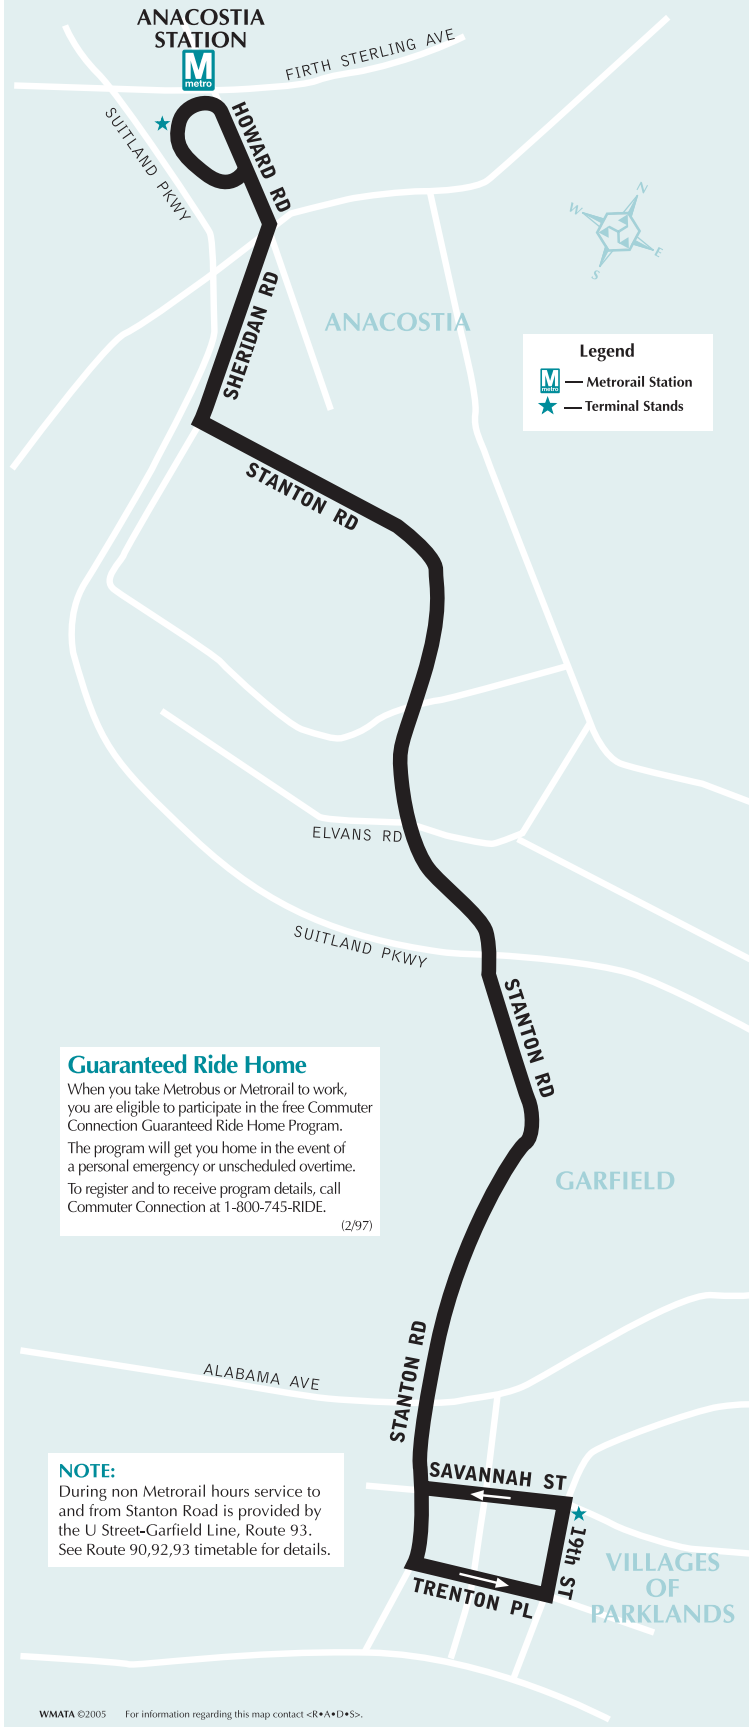 ANACOSTIA
STATION
M
metro
FIRTH STERLING AVE
SUITLAND PKWY
HOWARD RD
N
W
E
S
SHERIDAN RD
ANACOSTIA
Legend
M
metro
— Metrorail Station
— Terminal Stands
STANTON RD
ELVANS RD
SUITLAND PKWY
STANTON RD
Guaranteed Ride Home
When you take Metrobus or Metrorail to work,
you are eligible to participate in the free Commuter
Connection Guaranteed Ride Home Program.
The program will get you home in the event of
a personal emergency or unscheduled overtime.
To register and to receive program details, call
Commuter Connection at 1-800-745-RIDE.
(2/97)
GARFIELD
STANTON RD
ALABAMA AVE
SAVANNAH ST
NOTE:
During non Metrorail hours service to
and from Stanton Road is provided by
the U Street-Garfield Line, Route 93.
See Route 90,92,93 timetable for details.
19th ST
TRENTON PL
VILLAGES
OF
PARKLANDS
WMATA ©2005 For information regarding this map contact <R•A•D•S>.